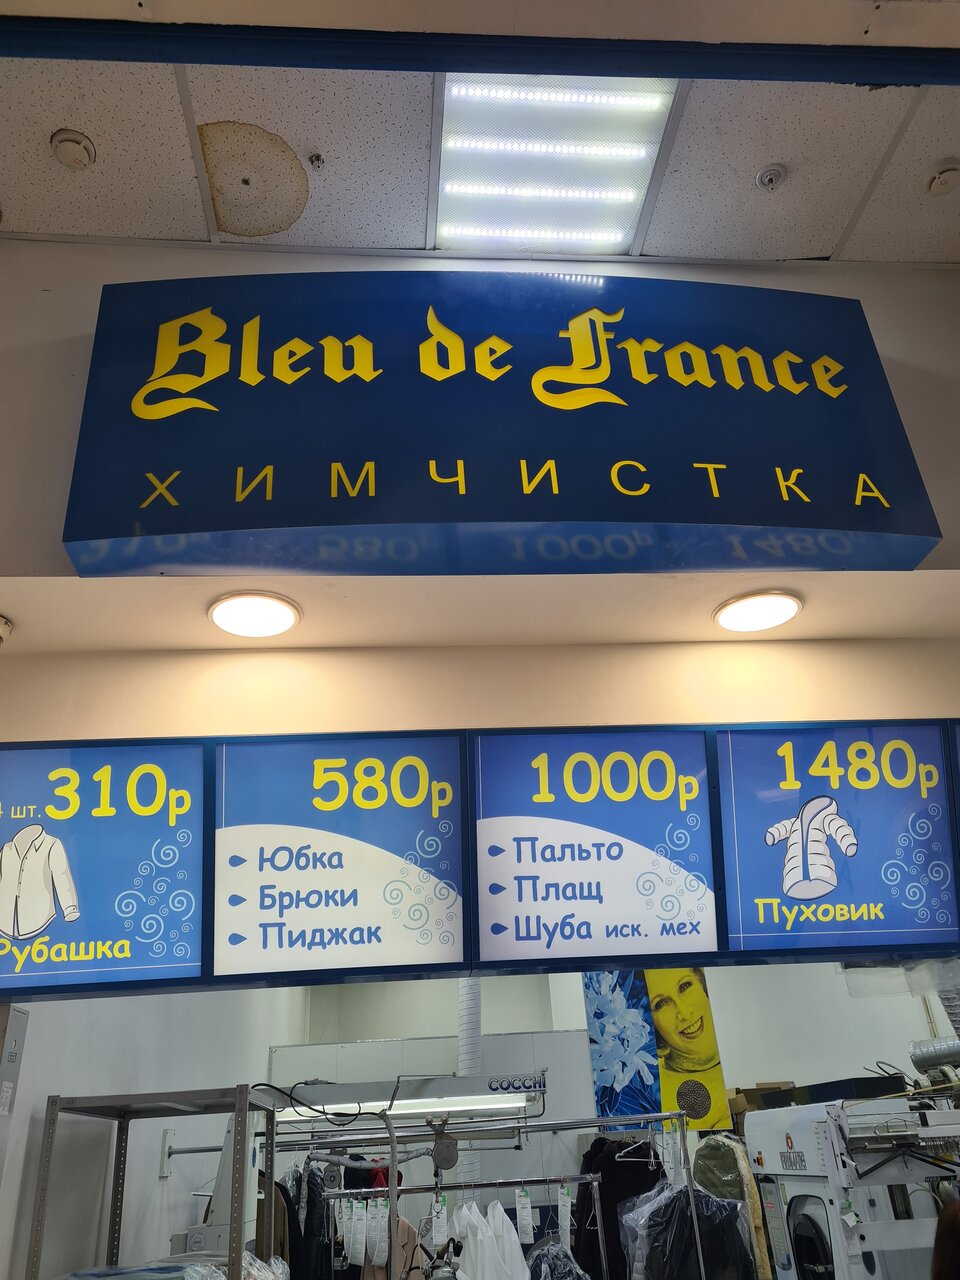 Bleu de France
ХИМЧИСТКА
шт. 310р
Рубашка
580р
Юбка
Брюки
Пиджак
1000р
Пальто
Плащ
Шуба иск. мех
1480р
Пуховик
COCCHI